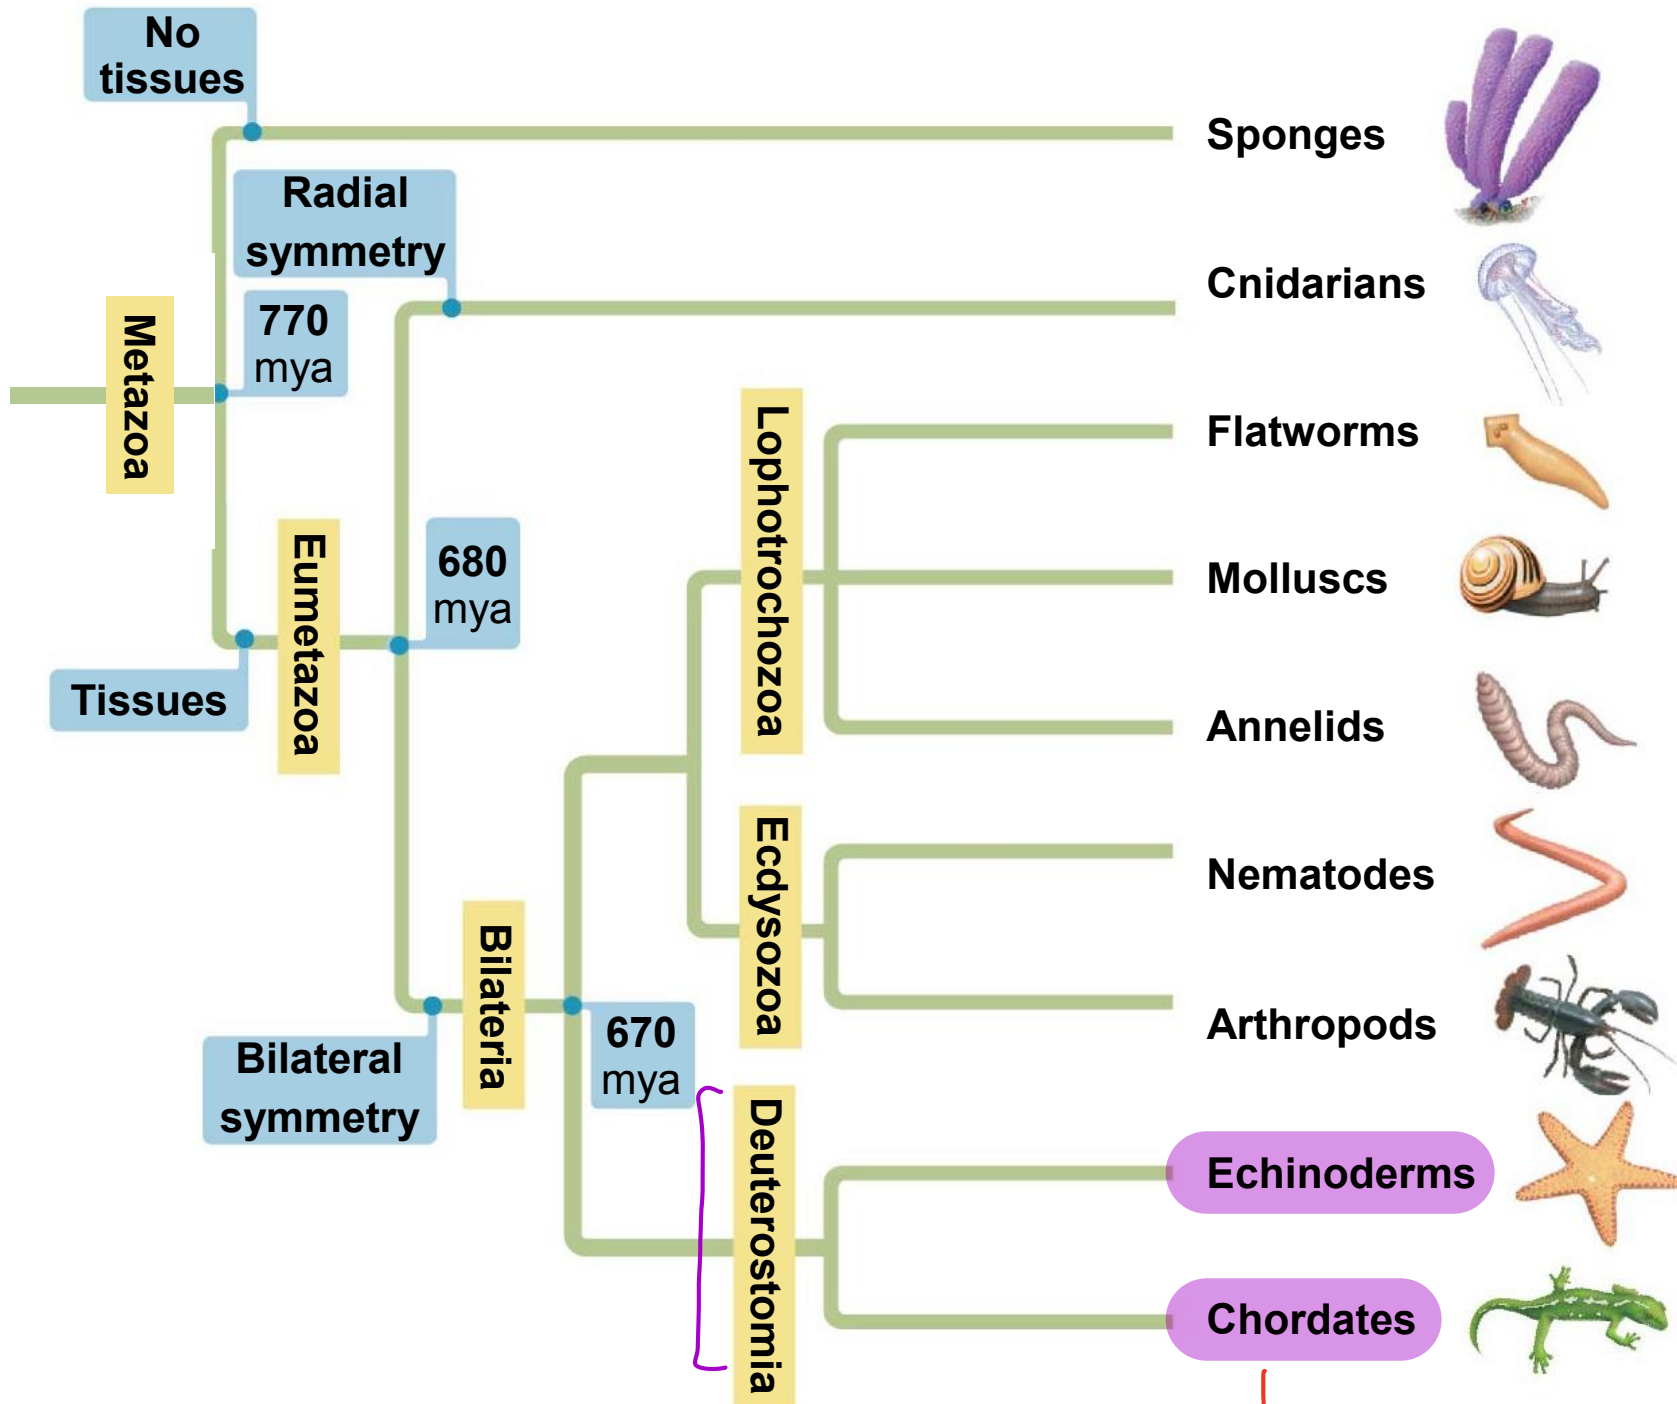 No
tissues
Sponges
Radial
symmetry
Cnidarians
770
mya
Metazoa
Flatworms
Lophotrochozoa
Eumetazoa
680
mya
Molluscs
Tissues
Annelids
Ecdysozoa
Nematodes
Bilateria
Arthropods
670
mya
Bilateral
symmetry
Deuterostomia
Echinoderms
Chordates